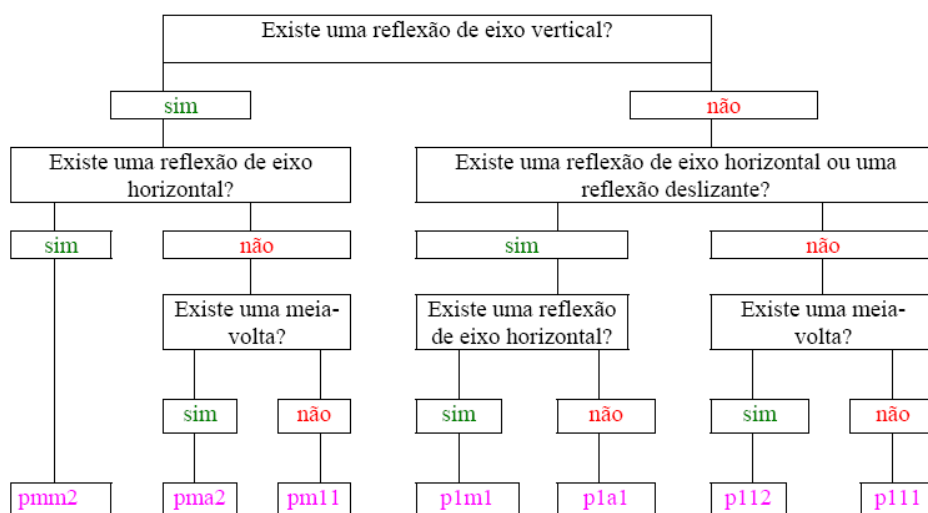 Existe uma reflexão de eixo vertical?
sim
não
Existe uma reflexão de eixo
horizontal?
Existe uma reflexão de eixo horizontal ou uma
reflexão deslizante?
sim
não
sim
não
Existe uma meia-
volta?
Existe uma reflexão
de eixo horizontal?
Existe uma meia-
volta?
sim
não
sim
não
sim
não
pmm2
pma2
pm11
p1m1
p1a1
p112
p111